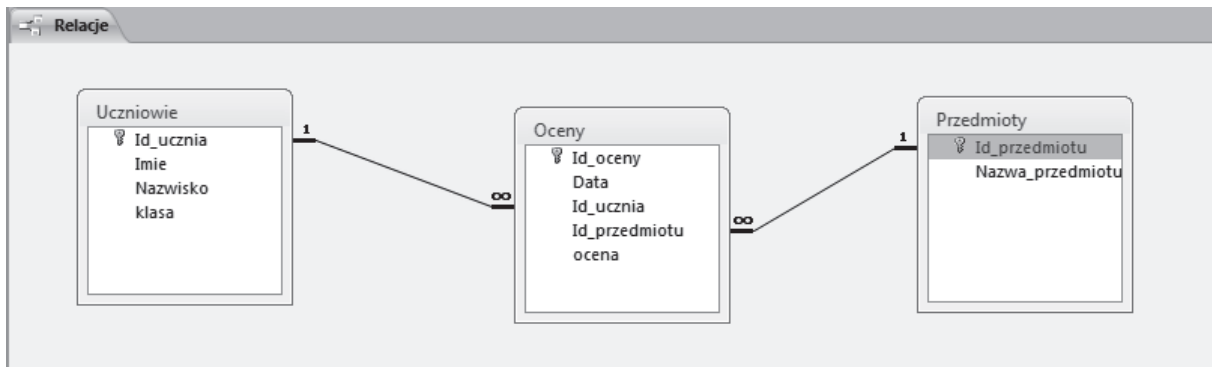 Relacje
Uczniowie
Id_ucznia
Imie
Nazwisko
klasa
1
∞
Oceny
Id_oceny
Data
Id_ucznia
Id_przedmiotu
ocena
∞
1
Przedmioty
Id_przedmiotu
Nazwa_przedmiotu